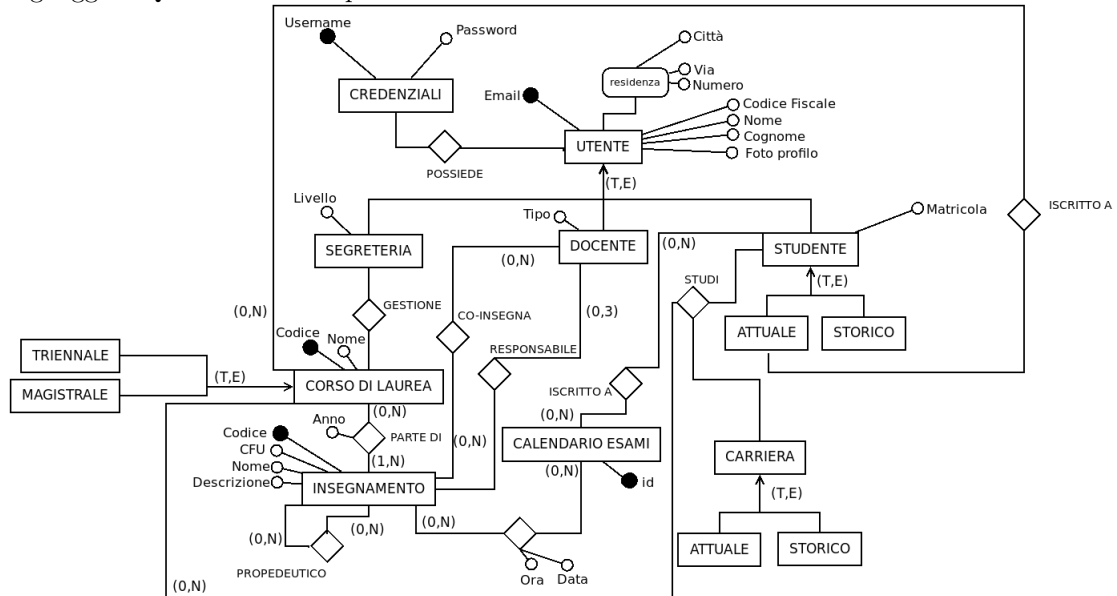 Username
Password
CREDENZIALI
POSSIEDE
Città
residenza
Via
Numero
Email
Codice Fiscale
Nome
Cognome
Foto profilo
UTENTE
(T,E)
ISCRITTO A
Livello
SEGRETERIA
Tipo
DOCENTE
(0,N)
(0,N)
STUDENTE
Matricola
(T,E)
ATTUALE
STORICO
STUDI
(0,N)
GESTIONE
CO-INSEGNA
(0,3)
RESPONSABILE
Codice
Nome
TRIENNALE
MAGISTRALE
(T,E)
CORSO DI LAUREA
ISCRITTO A
(0,N)
(0,N)
Anno
PARTE DI
(0,N)
CALENDARIO ESAMI
(0,N)
id
CARRIERA
(T,E)
ATTUALE
STORICO
Codice
CFU
Nome
Descrizione
(1,N)
INSEGNAMENTO
(0,N)
(0,N)
(0,N)
PROPEDEUTICO
Ora
Data
(0,N)